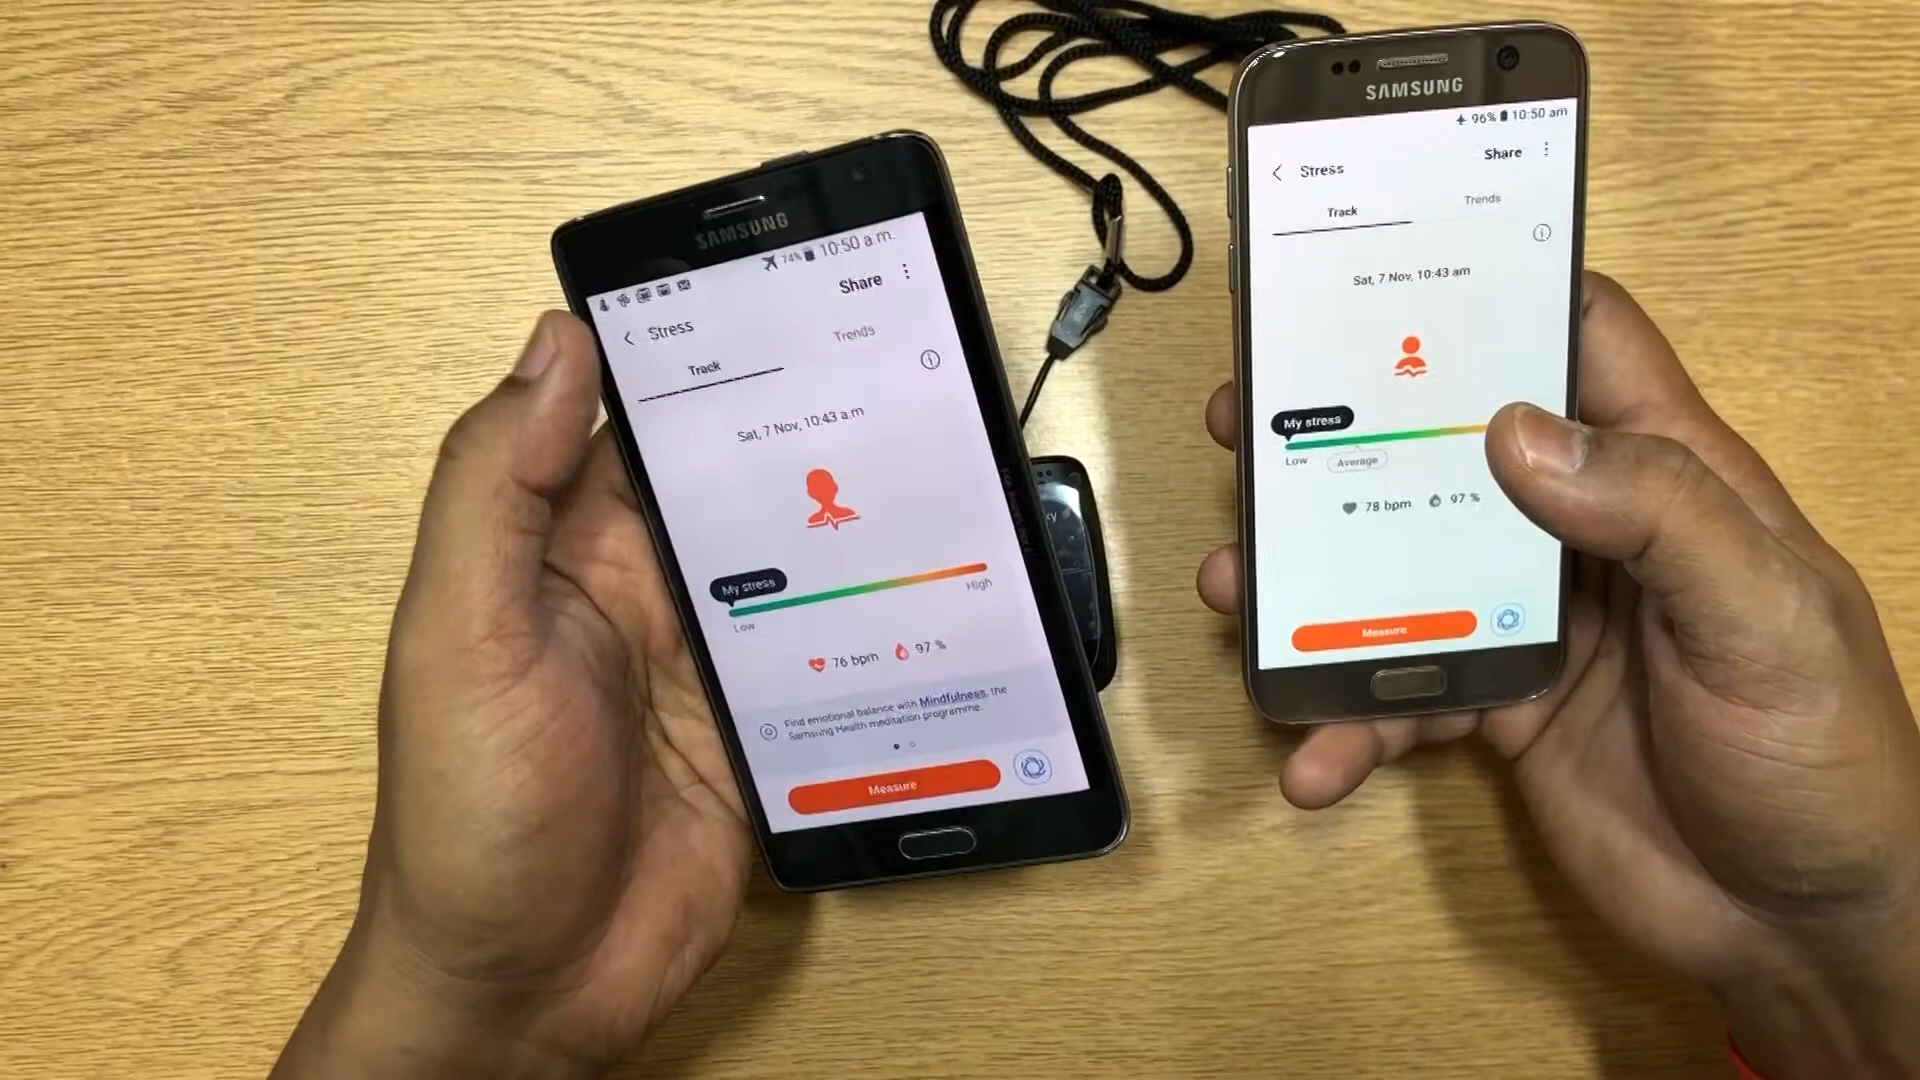 SAMSUNG
74% 10:50 a.m.
Share
Stress
Track
Trends
Sat, 7 Nov, 10:43 a.m
My stress
Low
High
76 bpm
97 %
Find emotional balance with Mindfulness, the
Samsung Health meditation programme.
Measure
SAMSUNG
96% 10:50 am
Stress
Share
Track
Trends
Sat, 7 Nov, 10:43 am
My stress
Low
Average
78 bpm
97 %
Measure